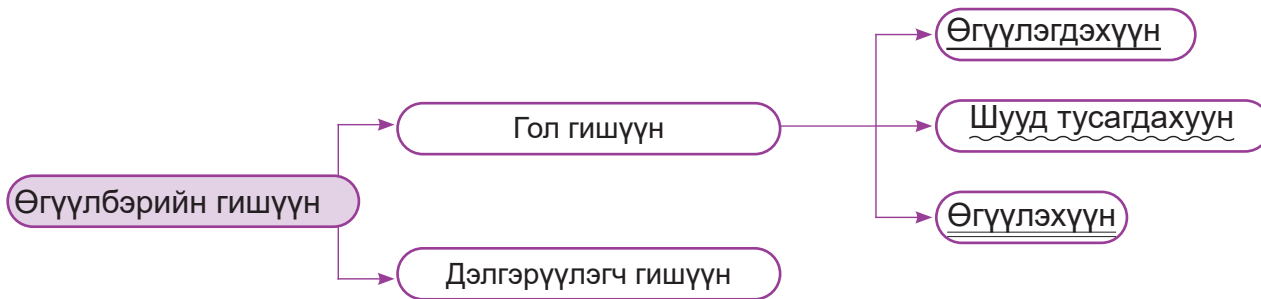 Өгүүлбэрийн гишүүн
Гол гишүүн
Дэлгэрүүлэгч гишүүн
Өгүүлэгдэхүүн
Шууд тусагдахуун
Өгүүлэхүүн